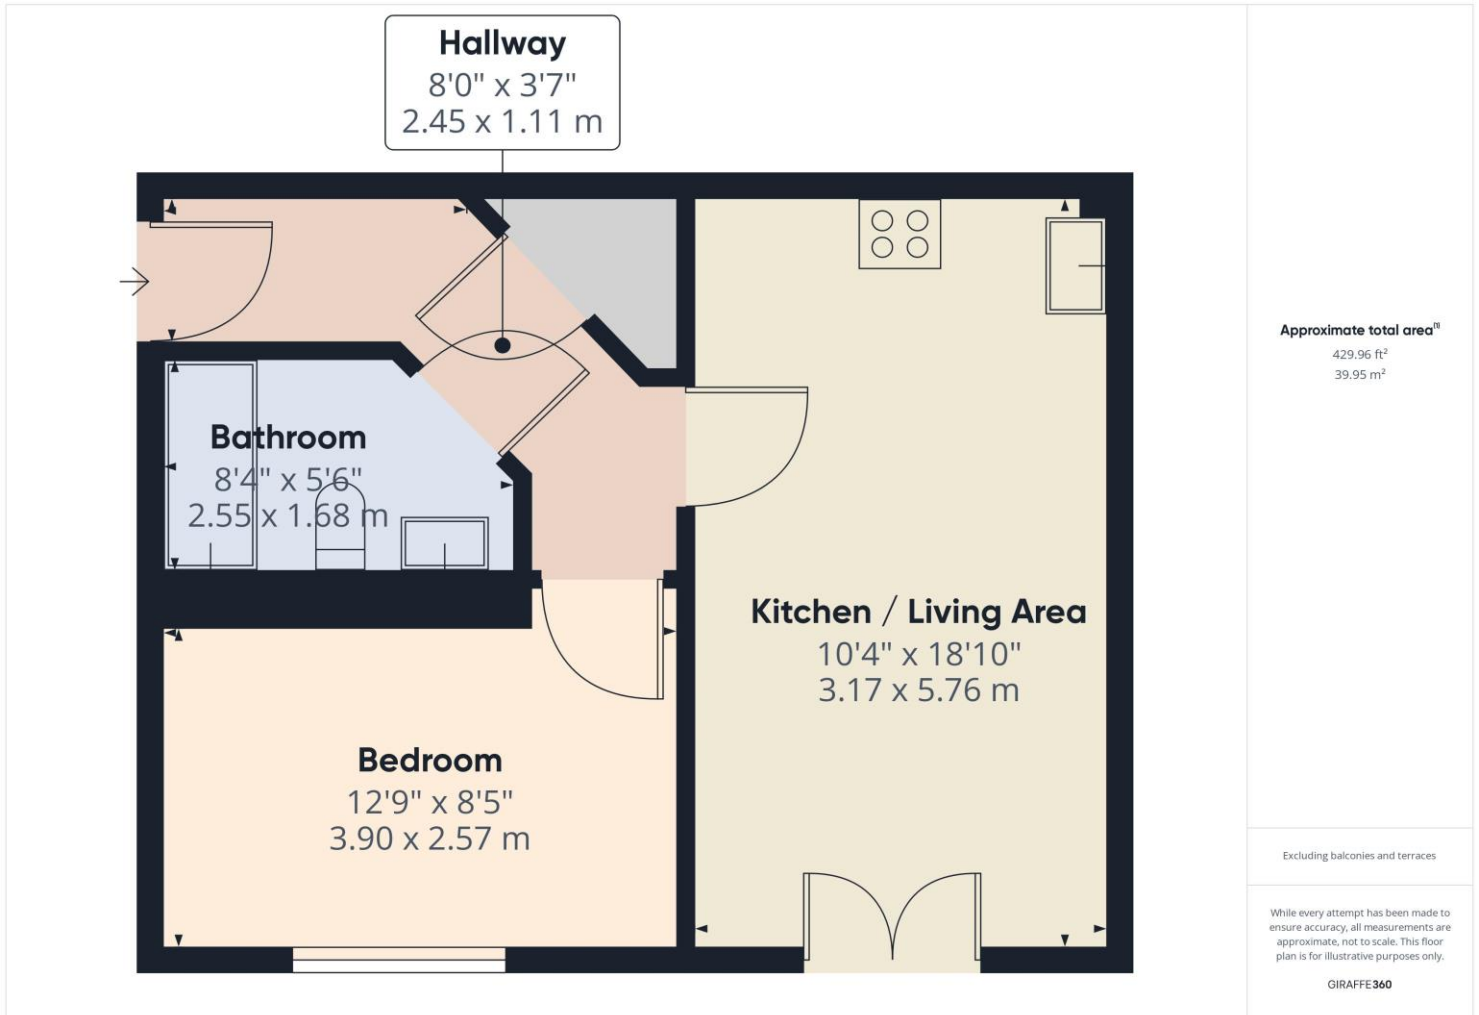 Hallway
8'0" x 3'7"
2.45 x 1.11 m
Bathroom
8'4" x 5'6"
2.55 x 1.68 m
Kitchen / Living Area
10'4" x 18'10"
3.17 x 5.76 m
Bedroom
12'9" x 8'5"
3.90 x 2.57 m
Approximate total area⁽¹⁾
429.96 ft²
39.95 m²
Excluding balconies and terraces
While every attempt has been made to
ensure accuracy, all measurements are
approximate, not to scale. This floor
plan is for illustrative purposes only.
GIRAFFE360